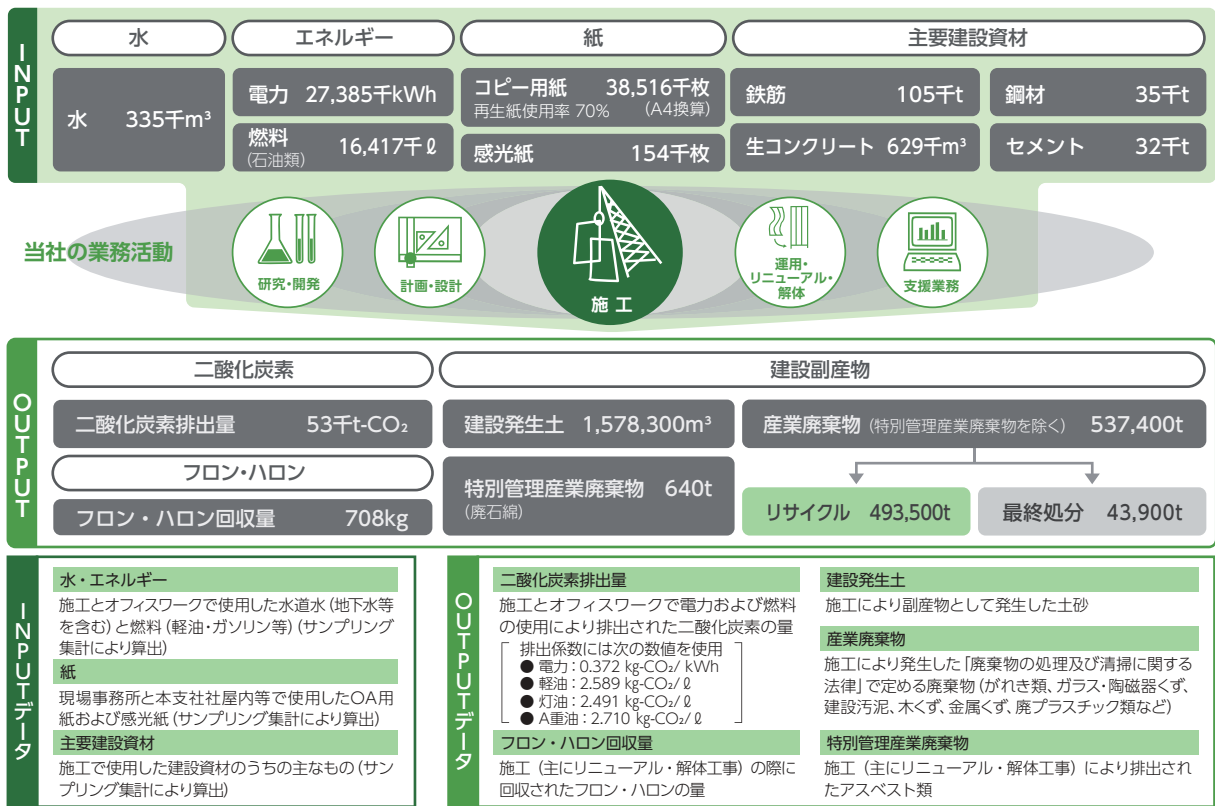 INPUT
水
エネルギー
紙
主要建設資材
水 335千m³
電力 27,385千kWh
燃料 16,417千ℓ
(石油類)
コピー用紙 38,516千枚
再生紙使用率 70% (A4換算)
感光紙 154千枚
鉄筋 105千t
鋼材 35千t
生コンクリート 629千m³
セメント 32千t
当社の業務活動
研究・開発
計画・設計
施工
運用・
リニューアル・
解体
支援業務
OUTPUT
二酸化炭素
建設副産物
二酸化炭素排出量 53千t-CO₂
フロン・ハロン
フロン・ハロン回収量 708kg
建設発生土 1,578,300m³
特別管理産業廃棄物 640t
(廃石綿)
産業廃棄物 (特別管理産業廃棄物を除く) 537,400t
リサイクル 493,500t
最終処分 43,900t
INPUTデータ
水・エネルギー
施工とオフィスワークで使用した水道水(地下水等
を含む)と燃料(軽油・ガソリン等)(サンプリング
集計により算出)
紙
現場事務所と本支社社屋内等で使用したOA用
紙および感光紙(サンプリング集計により算出)
主要建設資材
施工で使用した建設資材のうちの主なもの(サン
プリング集計により算出)
OUTPUTデータ
二酸化炭素排出量
施工とオフィスワークで電力および燃料
の使用により排出された二酸化炭素の量
排出係数には次の数値を使用
● 電力:0.372 kg-CO₂/ kWh
● 軽油:2.589 kg-CO₂/ ℓ
● 灯油:2.491 kg-CO₂/ ℓ
● A重油:2.710 kg-CO₂/ ℓ
フロン・ハロン回収量
施工(主にリニューアル・解体工事)の際に
回収されたフロン・ハロンの量
建設発生土
施工により副産物として発生した土砂
産業廃棄物
施工により発生した「廃棄物の処理及び清掃に関する
法律」で定める廃棄物(がれき類、ガラス・陶磁器くず、
建設汚泥、木くず、金属くず、廃プラスチック類など)
特別管理産業廃棄物
施工(主にリニューアル・解体工事)により排出され
たアスベスト類